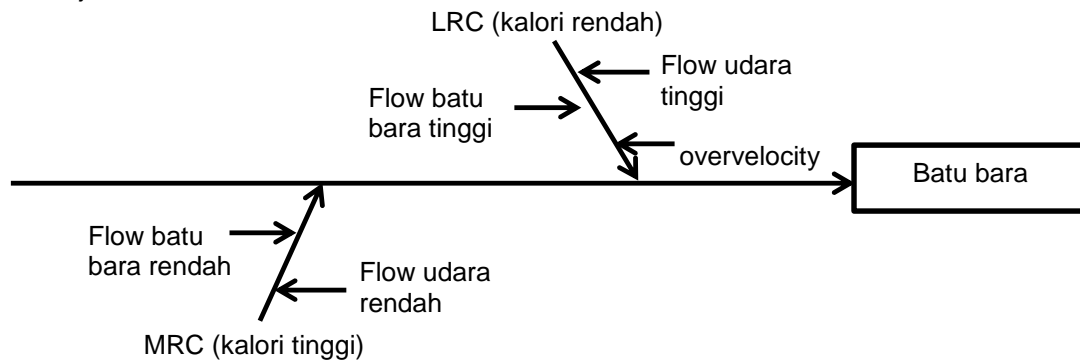 LRC (kalori rendah)
Flow udara
tinggi
Flow batu
bara tinggi
overvelocity
Batu bara
Flow batu
bara rendah
Flow udara
rendah
MRC (kalori tinggi)